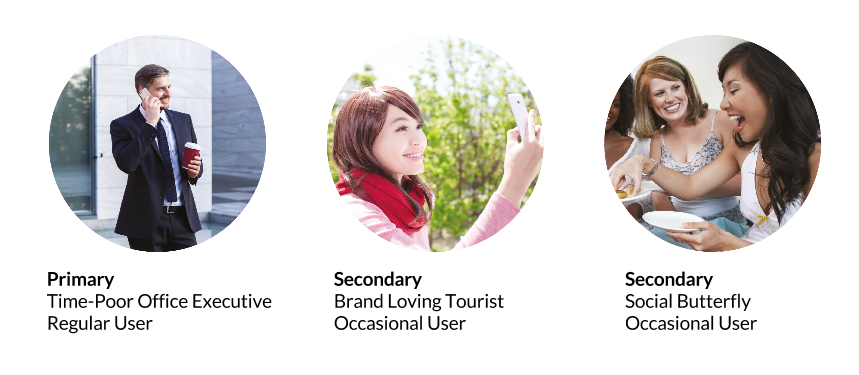 Primary
Time-Poor Office Executive
Regular User
Secondary
Brand Loving Tourist
Occasional User
Secondary
Social Butterfly
Occasional User